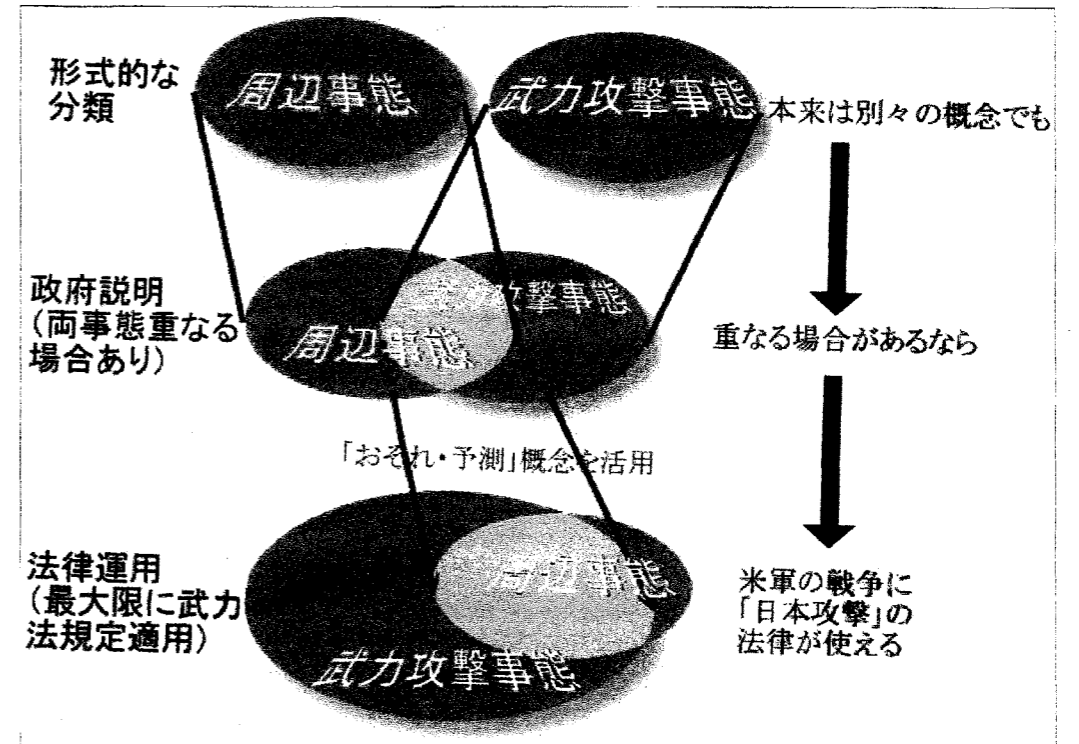 形式的な
分類
周辺事態
武力攻撃事態
本来は別々の概念でも
政府説明
(両事態重なる
場合あり)
武力攻撃事態
周辺事態
重なる場合があるなら
「おそれ・予測」概念を活用
法律運用
(最大限に武力
法規定適用)
周辺事態
武力攻撃事態
米軍の戦争に
「日本攻撃」の
法律が使える